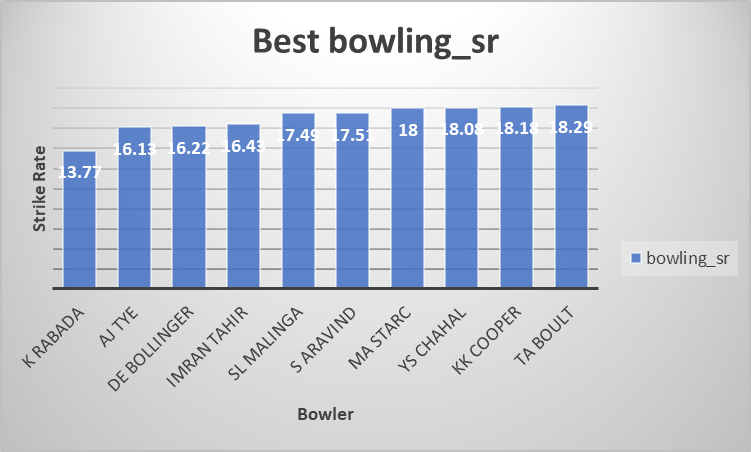 Best bowling_sr
Strike Rate
13.77
16.13
16.22
16.43
17.49
17.51
18
18.08
18.18
18.29
K RABADA
AJ TYE
DE BOLLINGER
IMRAN TAHIR
SL MALINGA
S ARAVIND
MA STARC
YS CHAHAL
KK COOPER
TA BOULT
Bowler
bowling_sr